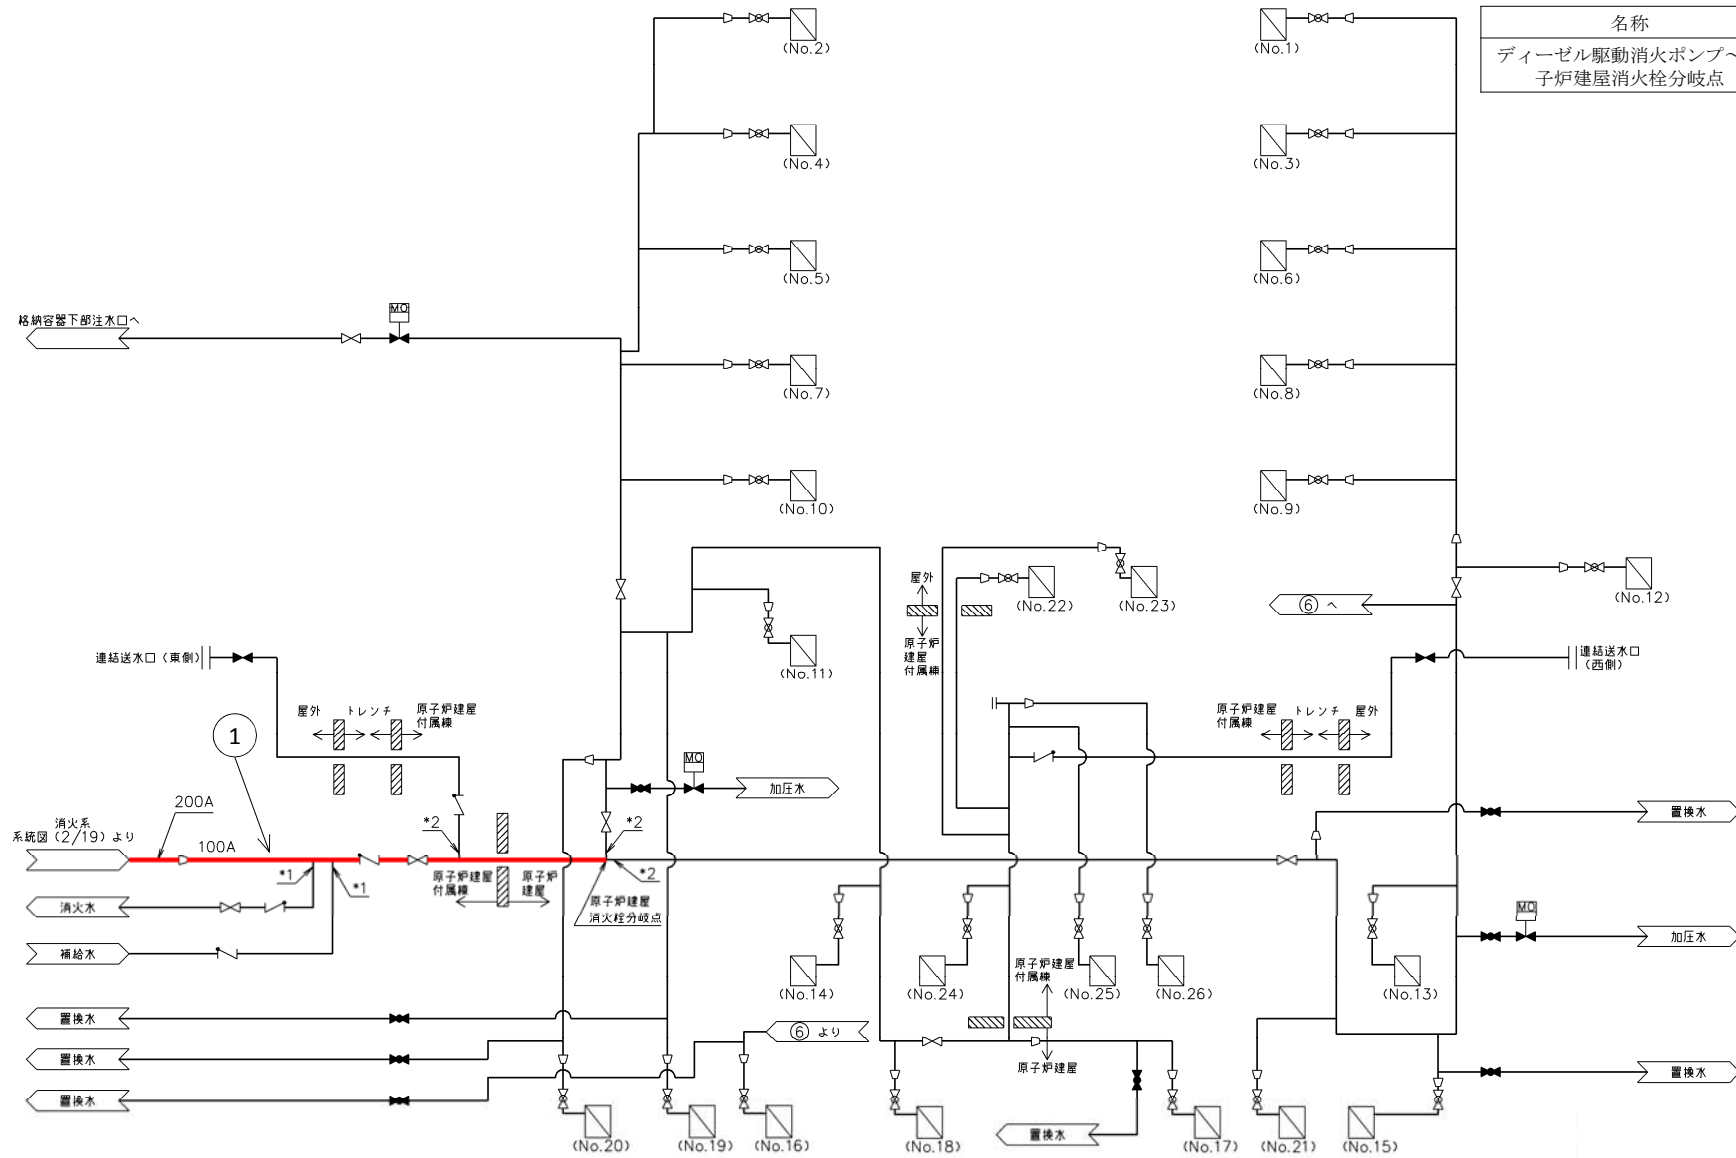 名称
ディーゼル駆動消火ポンプ~
子炉建屋消火栓分岐点
(No.2)
(No.1)
(No.4)
(No.3)
(No.5)
(No.6)
格納容器下部注水口へ
MO
(No.7)
(No.8)
(No.10)
(No.9)
屋外
原子炉
建屋
付属棟
(No.22)
(No.23)
(No.12)
⑥ へ
連結送水口(東側)
(No.11)
連結送水口
(西側)
屋外
トレンチ
原子炉建屋
付属棟
原子炉建屋
付属棟
トレンチ
屋外
1
MO
加圧水
200A
消火系
系統図(2/19)より
100A
*2
*2
置換水
*1
*1
原子炉建屋
付属棟
原子炉
建屋
*2
原子炉建屋
消火栓分岐点
消火水
補給水
MO
加圧水
(No.14)
(No.24)
原子炉建屋
付属棟
(No.25)
(No.26)
(No.13)
置換水
⑥ より
置換水
原子炉建屋
置換水
置換水
(No.20)
(No.19)
(No.16)
(No.18)
置換水
(No.17)
(No.21)
(No.15)